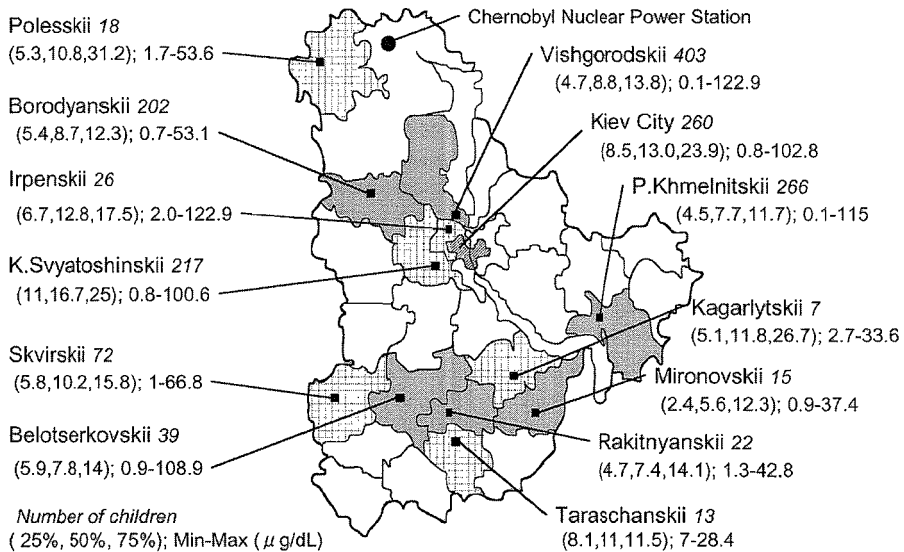 Polesskii 18
(5.3,10.8,31.2); 1.7-53.6
Borodyanskii 202
(5.4,8.7,12.3); 0.7-53.1
Irpenskii 26
(6.7,12.8,17.5); 2.0-122.9
K.Svyatoshinskii 217
(11,16.7,25); 0.8-100.6
Skvirskii 72
(5.8,10.2,15.8); 1-66.8
Belotserkovskii 39
(5.9,7.8,14); 0.9-108.9
Number of children
( 25%, 50%, 75%); Min-Max ( μg/dL)
Chernobyl Nuclear Power Station
Vishgorodskii 403
(4.7,8.8,13.8); 0.1-122.9
Kiev City 260
(8.5,13.0,23.9); 0.8-102.8
P.Khmelnitskii 266
(4.5,7.7,11.7); 0.1-115
Kagarlytskii 7
(5.1,11.8,26.7); 2.7-33.6
Mironovskii 15
(2.4,5.6,12.3); 0.9-37.4
Rakitnyanskii 22
(4.7,7.4,14.1); 1.3-42.8
Taraschanskii 13
(8.1,11,11.5); 7-28.4